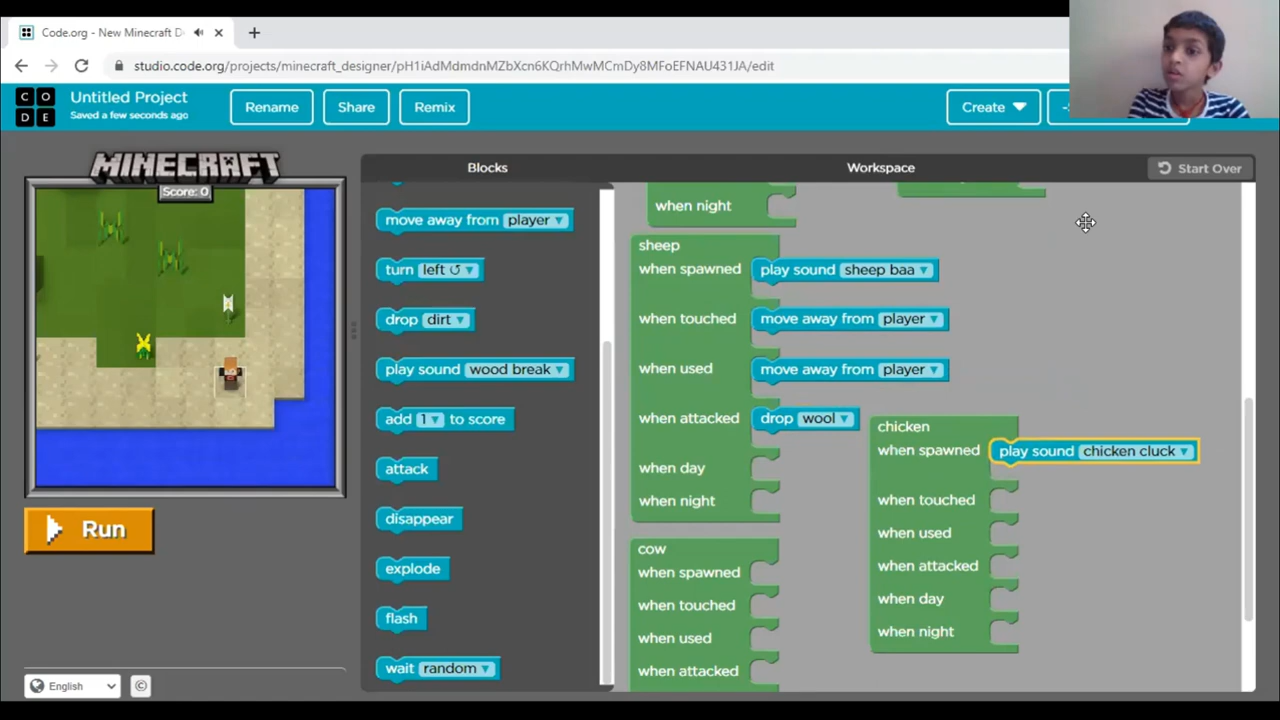 Code.org - New Minecraft D
studio.code.org/projects/minecraft_designer/pH1iAdMdmdnMZbXcn6KQrhMwMCmDy8MFoEFNAU431JA/edit
C O
D E
Untitled Project
Saved a few seconds ago
Rename
Share
Remix
Create
MINECRAFT
Score: 0
Run
English
©
Blocks
Workspace
Start Over
move away from player
turn left ↺
drop dirt
play sound wood break
add 1 to score
attack
disappear
explode
flash
wait random
when night
sheep
when spawned play sound sheep baa
when touched move away from player
when used move away from player
when attacked drop wool
when day
when night
chicken
when spawned play sound chicken cluck
when touched
when used
when attacked
when day
when night
cow
when spawned
when touched
when used
when attacked